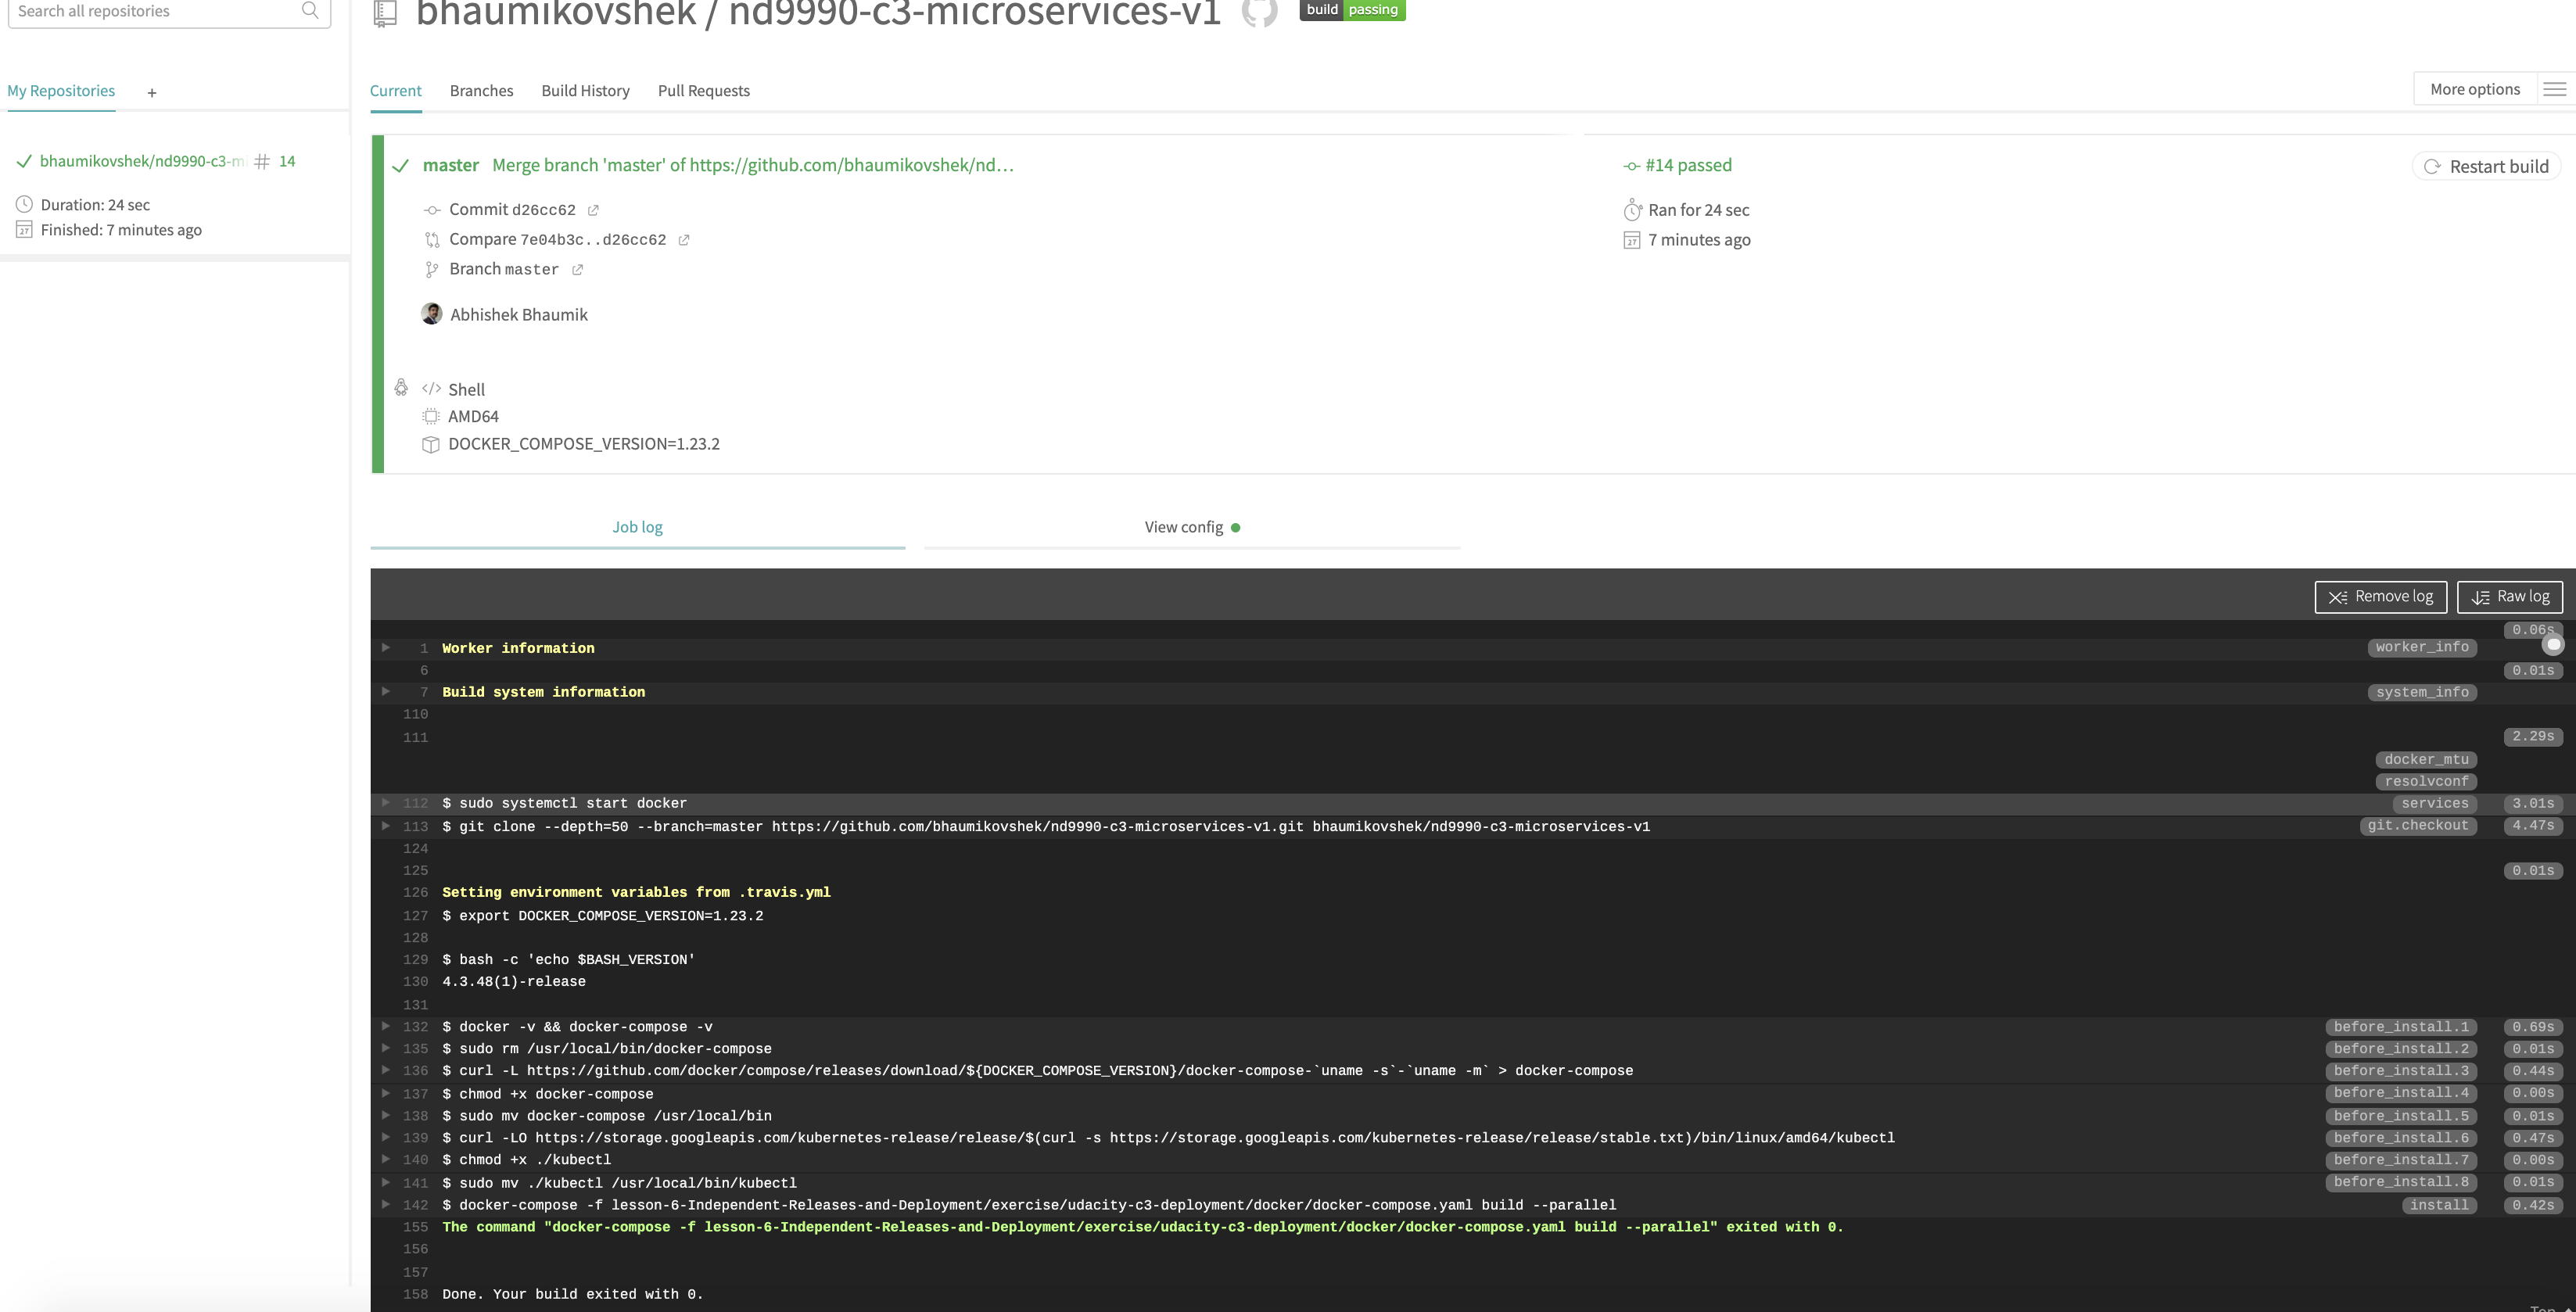 Search all repositories
bhaumikovshek / nd9990-c3-microservices-v1 build passing
My Repositories +
Current Branches Build History Pull Requests More options
bhaumikovshek/nd9990-c3-m # 14
Duration: 24 sec
Finished: 7 minutes ago
master Merge branch 'master' of https://github.com/bhaumikovshek/nd…
Commit d26cc62
Compare 7e04b3c..d26cc62
Branch master
Abhishek Bhaumik
Shell
AMD64
DOCKER_COMPOSE_VERSION=1.23.2
#14 passed
Ran for 24 sec
7 minutes ago
Restart build
Job log View config
Remove log Raw log
0.06s
1 Worker information worker_info
6 0.01s
7 Build system information system_info
110
111 2.29s
docker_mtu
resolvconf
112 $ sudo systemctl start docker services 3.01s
113 $ git clone --depth=50 --branch=master https://github.com/bhaumikovshek/nd9990-c3-microservices-v1.git bhaumikovshek/nd9990-c3-microservices-v1 git.checkout 4.47s
124
125 0.01s
126 Setting environment variables from .travis.yml
127 $ export DOCKER_COMPOSE_VERSION=1.23.2
128
129 $ bash -c 'echo $BASH_VERSION'
130 4.3.48(1)-release
131
132 $ docker -v && docker-compose -v before_install.1 0.69s
135 $ sudo rm /usr/local/bin/docker-compose before_install.2 0.01s
136 $ curl -L https://github.com/docker/compose/releases/download/${DOCKER_COMPOSE_VERSION}/docker-compose-`uname -s`-`uname -m` > docker-compose before_install.3 0.44s
137 $ chmod +x docker-compose before_install.4 0.00s
138 $ sudo mv docker-compose /usr/local/bin before_install.5 0.01s
139 $ curl -LO https://storage.googleapis.com/kubernetes-release/release/$(curl -s https://storage.googleapis.com/kubernetes-release/release/stable.txt)/bin/linux/amd64/kubectl before_install.6 0.47s
140 $ chmod +x ./kubectl before_install.7 0.00s
141 $ sudo mv ./kubectl /usr/local/bin/kubectl before_install.8 0.01s
142 $ docker-compose -f lesson-6-Independent-Releases-and-Deployment/exercise/udacity-c3-deployment/docker/docker-compose.yaml build --parallel install 0.42s
155 The command "docker-compose -f lesson-6-Independent-Releases-and-Deployment/exercise/udacity-c3-deployment/docker/docker-compose.yaml build --parallel" exited with 0.
156
157
158 Done. Your build exited with 0.